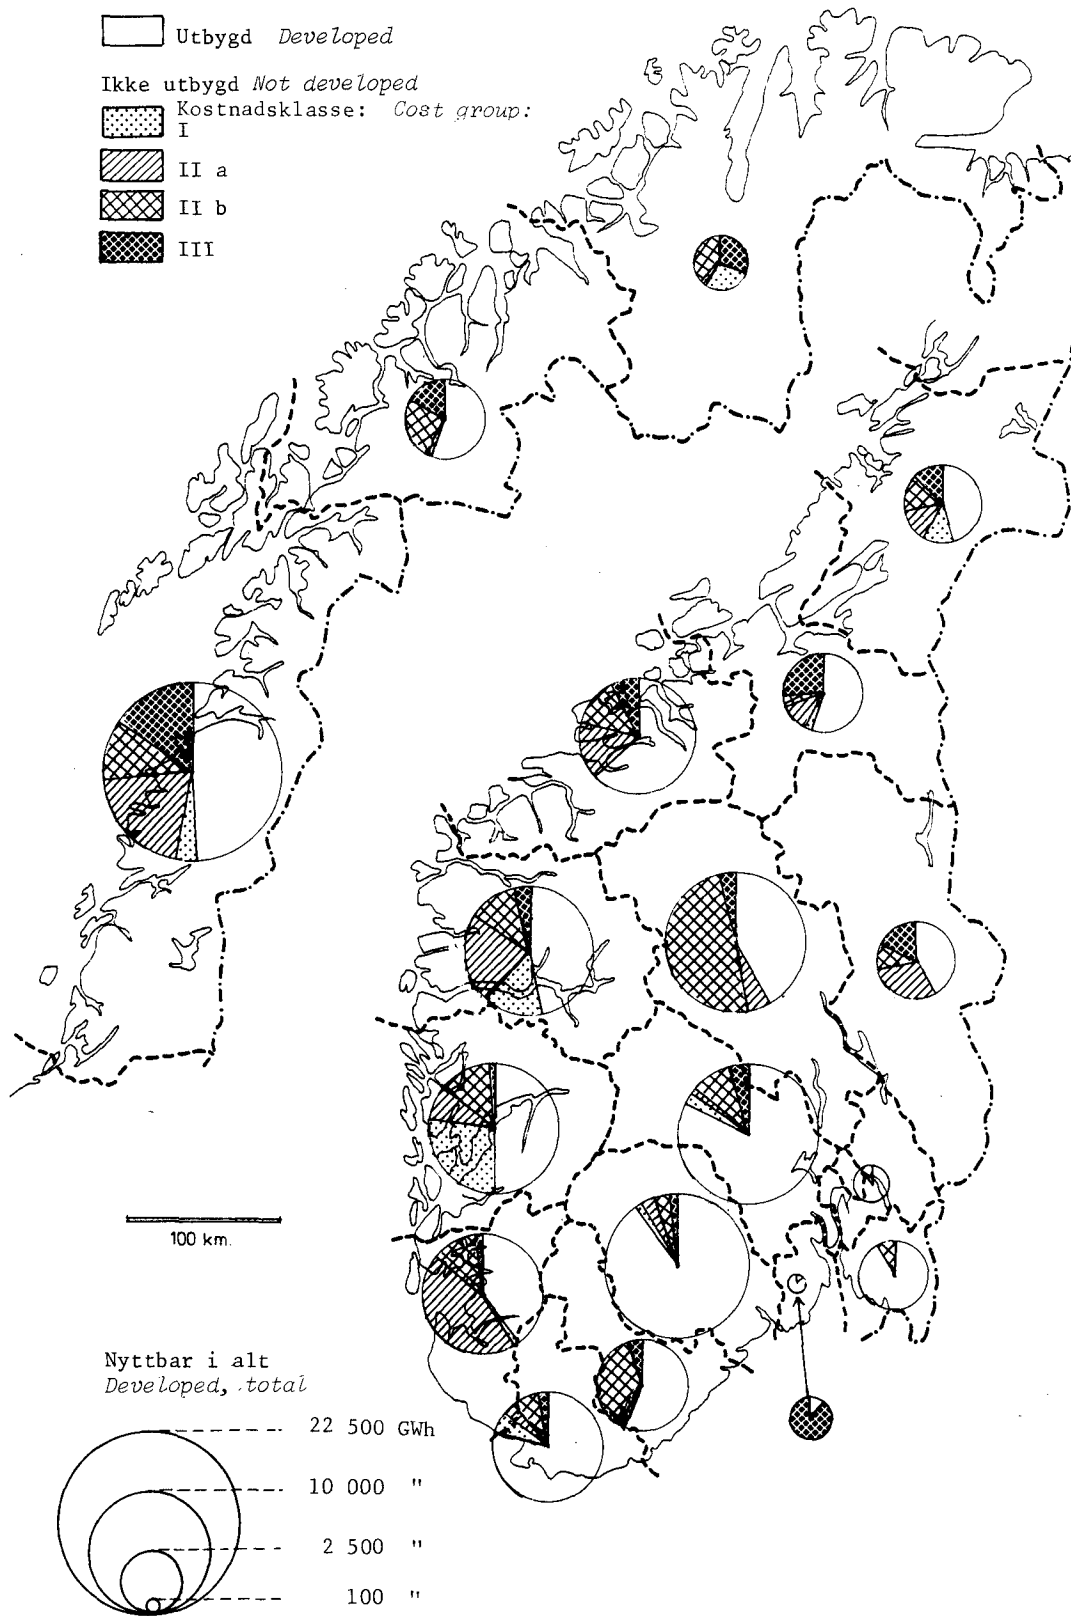 Utbygd Developed
Ikke utbygd Not developed
Kostnadsklasse: Cost group:
I
II a
II b
III
100 km.
Nyttbar i alt
Developed, total
22 500 GWh
10 000 "
2 500 "
100 "